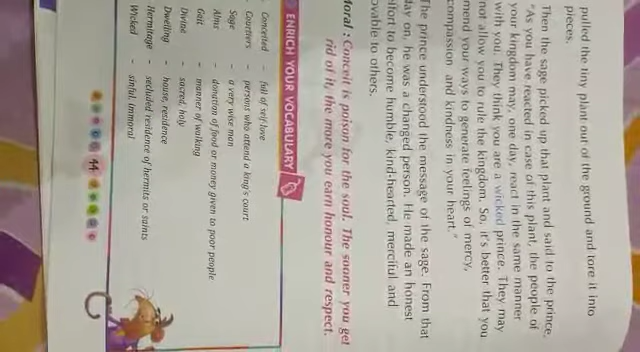 pulled the tiny plant out of the ground and tore it into
pieces.
Then the sage picked up that plant and said to the prince,
"As you have reacted in case of this plant, the people of
your kingdom may, one day, react in the same manner
with you. They think you are a wicked prince. They may
not allow you to rule the kingdom. So, it's better that you
mend your ways to generate feelings of mercy,
compassion and kindness in your heart."
The prince understood the message of the sage. From that
day on, he was a changed person. He made an honest
effort to become humble, kind-hearted, merciful and
ovable to others.
Moral : Conceit is poison for the soul. The sooner you get
rid of it, the more you earn honour and respect.
ENRICH YOUR VOCABULARY
Conceited – full of self love
Courtiers – persons who attend a king's court
Sage – a very wise man
Alms – donation of food or money given to poor people
Gait – manner of walking
Divine – sacred, holy
Dwelling – house, residence
Hermitage – secluded residence of hermits or saints
Wicked – sinful, immoral
44